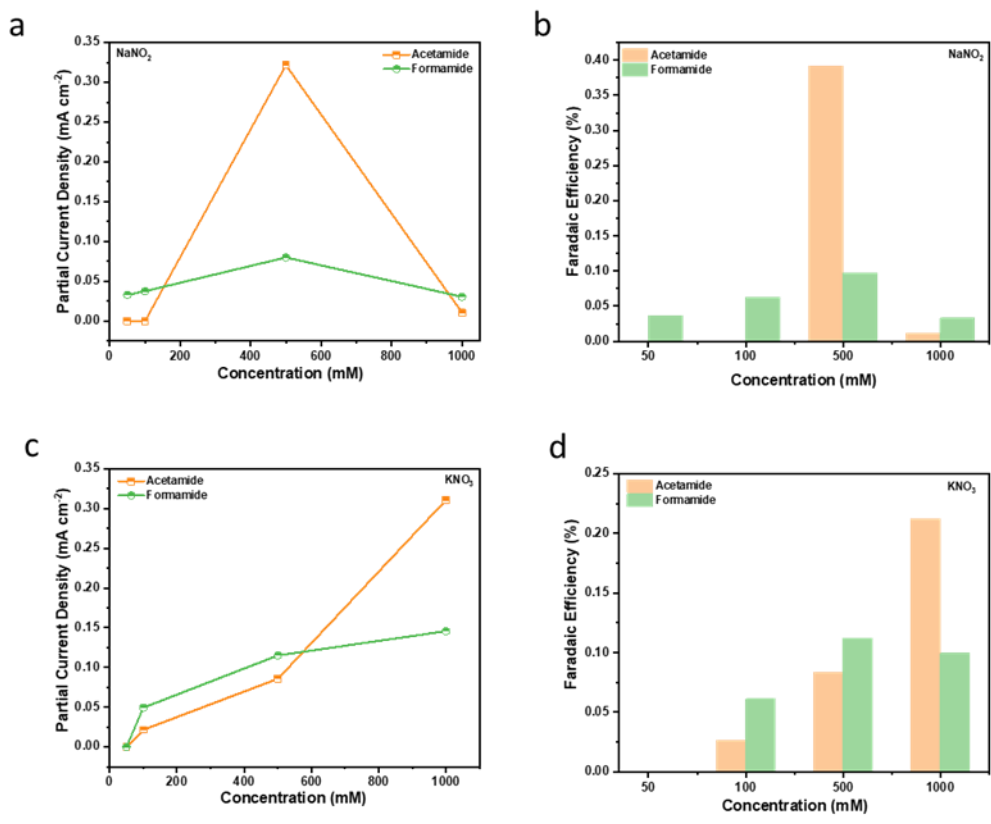 a
NaNO₂
Acetamide
Formamide
Partial Current Density (mA cm⁻²)
0.35
0.30
0.25
0.20
0.15
0.10
0.05
0.00
0 200 400 600 800 1000
Concentration (mM)
b
Acetamide
Formamide
NaNO₂
Faradaic Efficiency (%)
0.40
0.35
0.30
0.25
0.20
0.15
0.10
0.05
0.00
50 100 500 1000
Concentration (mM)
c
Acetamide
Formamide
KNO₃
Partial Current Density (mA cm⁻²)
0.35
0.30
0.25
0.20
0.15
0.10
0.05
0.00
0 200 400 600 800 1000
Concentration (mM)
d
Acetamide
Formamide
KNO₃
Faradaic Efficiency (%)
0.25
0.20
0.15
0.10
0.05
0.00
50 100 500 1000
Concentration (mM)